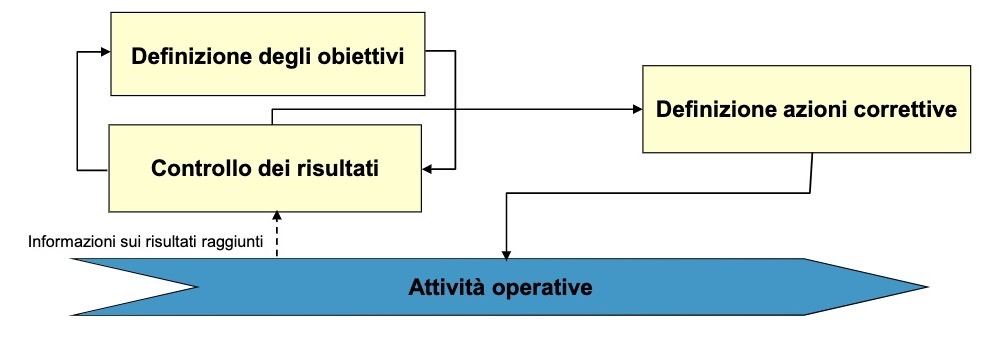 Definizione degli obiettivi
Definizione azioni correttive
Controllo dei risultati
Informazioni sui risultati raggiunti
Attività operative